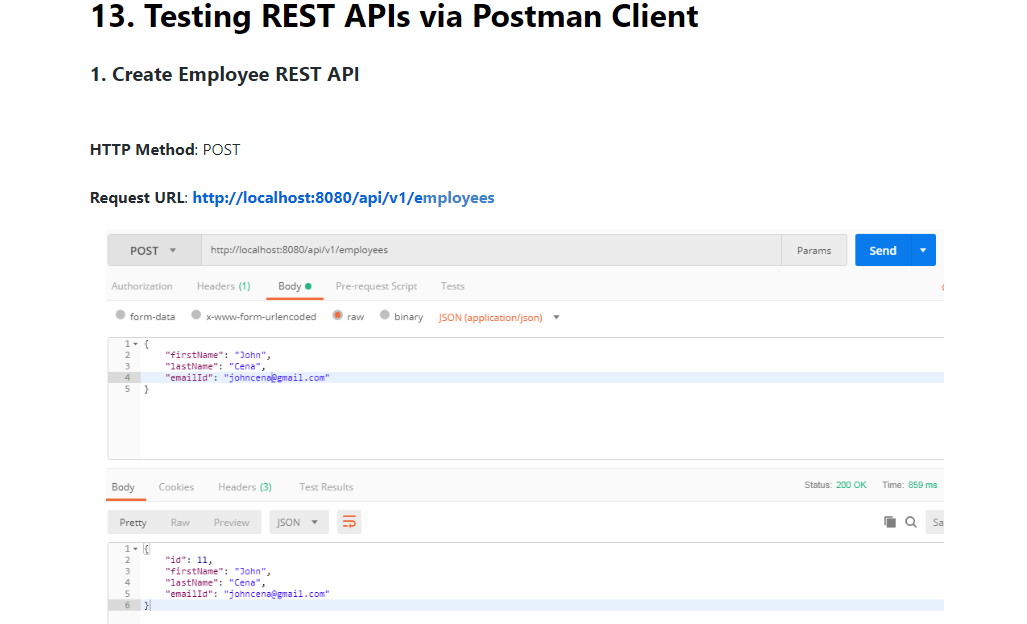 13. Testing REST APIs via Postman Client
1. Create Employee REST API
HTTP Method: POST
Request URL: http://localhost:8080/api/v1/employees
POST http://localhost:8080/api/v1/employees Params Send
Authorization Headers (1) Body Pre-request Script Tests
form-data x-www-form-urlencoded raw binary JSON (application/json)
1 {
2 "firstName": "John",
3 "lastName": "Cena",
4 "emailId": "johncena@gmail.com"
5 }
Body Cookies Headers (3) Test Results Status: 200 OK Time: 859 ms
Pretty Raw Preview JSON Sa
1 {
2 "id": 11,
3 "firstName": "John",
4 "lastName": "Cena",
5 "emailId": "johncena@gmail.com"
6 }